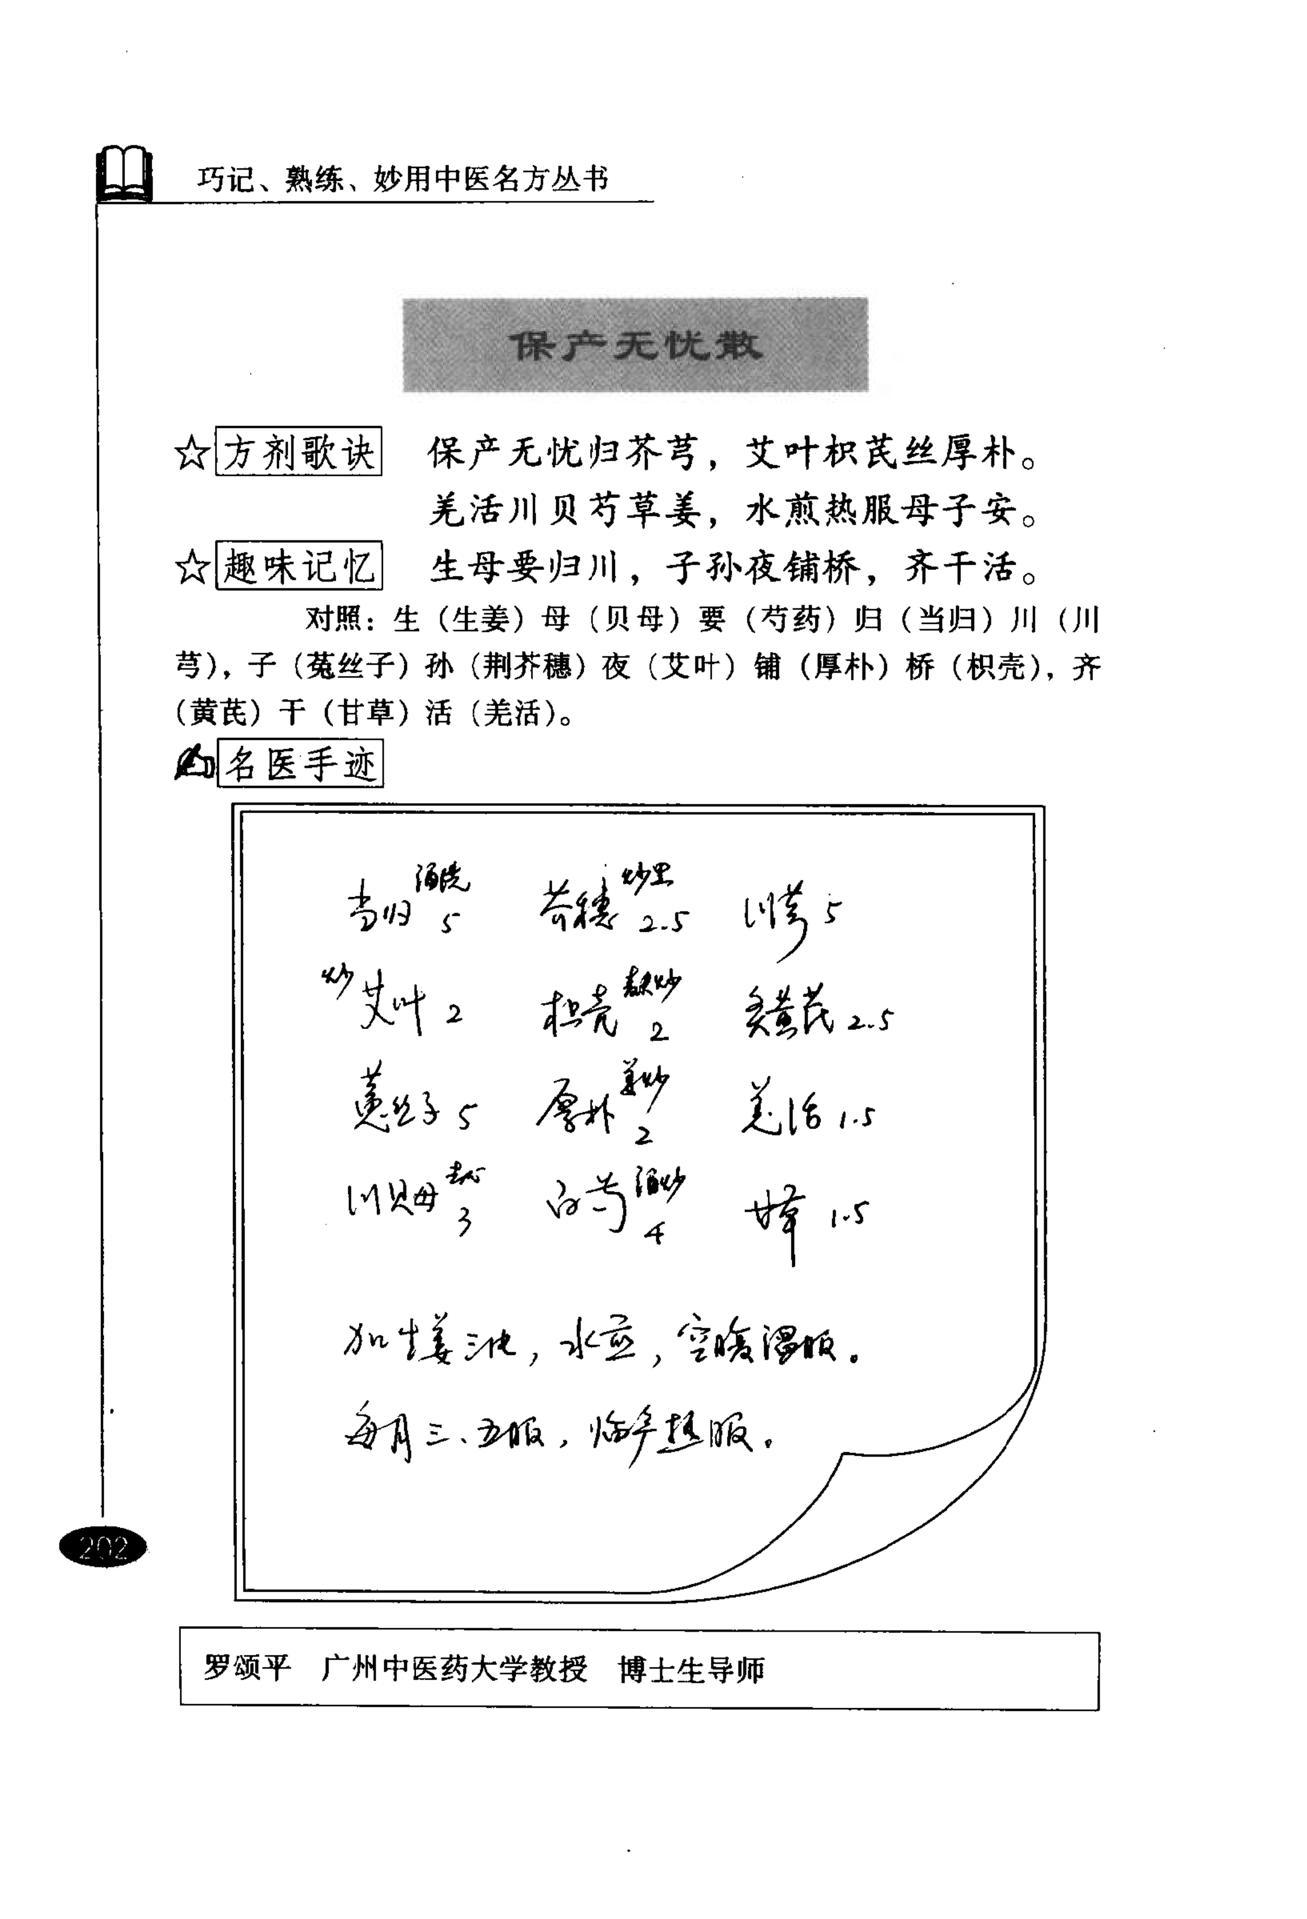 巧记、熟练、妙用中医名方丛书
保产无忧散
☆方剂歌诀 保产无忧归芥芎，艾叶枳芪丝厚朴。
羌活川贝芍草姜，水煎热服母子安。
☆趣味记忆 生母要归川，子孙夜铺桥，齐干活。
对照：生（生姜）母（贝母）要（芍药）归（当归）川（川
芎），子（菟丝子）孙（荆芥穗）夜（艾叶）铺（厚朴）桥（枳壳），齐
（黄芪）干（甘草）活（羌活）。
名医手迹
当归 酒洗 5 芥穗 炒黑 2.5 川芎 5
炒艾叶 2 枳壳 麸炒 2 炙黄芪 2.5
菟丝子 5 厚朴 姜炒 2 羌活 1.5
川贝母 去心 3 白芍 酒炒 4 甘草 1.5
加生姜三片，水煎，空腹温服。
每月三、五服，临产热服。
202
罗颂平 广州中医药大学教授 博士生导师